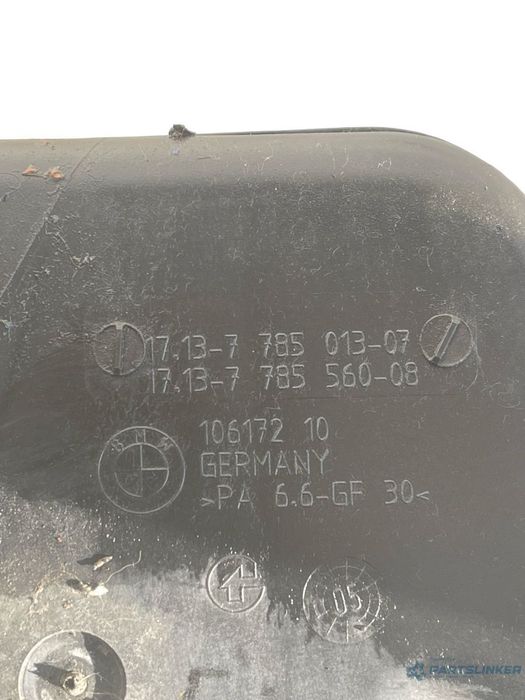 17.13-7 785 013-07
17.13-7 785 560-08
BMW
106172 10
GERMANY
>PA 6.6-GF 30<
05
PARTSLINKER